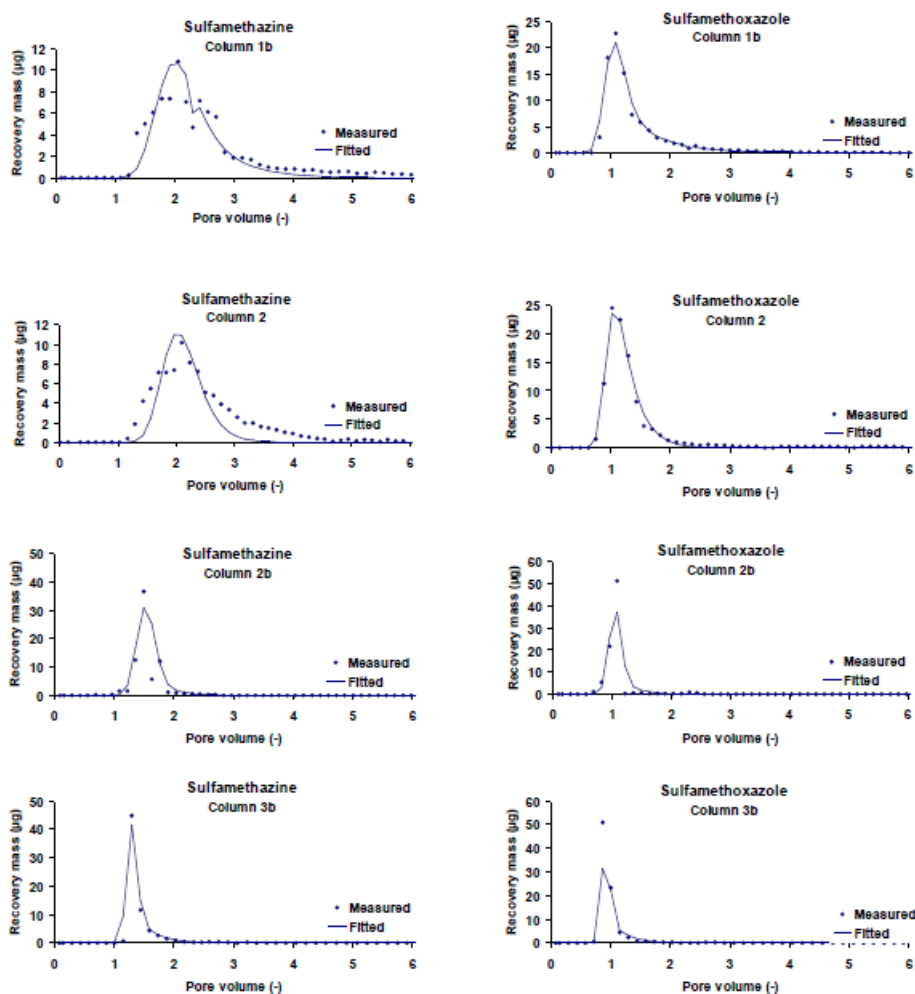 Sulfamethazine
Column 1b
Recovery mass (µg)
12
10
8
6
4
2
0
Measured
Fitted
0 1 2 3 4 5 6
Pore volume (-)
Sulfamethoxazole
Column 1b
Recovery mass (µg)
25
20
15
10
5
0
Measured
Fitted
0 1 2 3 4 5 6
Pore volume (-)
Sulfamethazine
Column 2
Recovery mass (µg)
12
10
8
6
4
2
0
Measured
Fitted
0 1 2 3 4 5 6
Pore volume (-)
Sulfamethoxazole
Column 2
Recovery mass (µg)
25
20
15
10
5
0
Measured
Fitted
0 1 2 3 4 5 6
Pore volume (-)
Sulfamethazine
Column 2b
Recovery mass (µg)
50
40
30
20
10
0
Measured
Fitted
0 1 2 3 4 5 6
Pore volume (-)
Sulfamethoxazole
Column 2b
Recovery mass (µg)
60
50
40
30
20
10
0
Measured
Fitted
0 1 2 3 4 5 6
Pore volume (-)
Sulfamethazine
Column 3b
Recovery mass (µg)
50
40
30
20
10
0
Measured
Fitted
0 1 2 3 4 5 6
Pore volume (-)
Sulfamethoxazole
Column 3b
Recovery mass (µg)
60
50
40
30
20
10
0
Measured
Fitted
0 1 2 3 4 5 6
Pore volume (-)